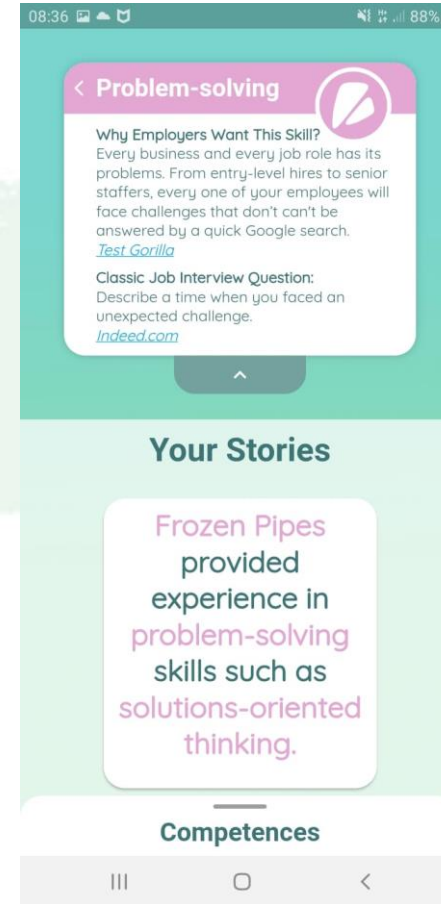 08:36 88%
Problem-solving
Why Employers Want This Skill?
Every business and every job role has its
problems. From entry-level hires to senior
staffers, every one of your employees will
face challenges that don't can't be
answered by a quick Google search.
Test Gorilla
Classic Job Interview Question:
Describe a time when you faced an
unexpected challenge.
Indeed.com
Your Stories
Frozen Pipes
provided
experience in
problem-solving
skills such as
solutions-oriented
thinking.
Competences